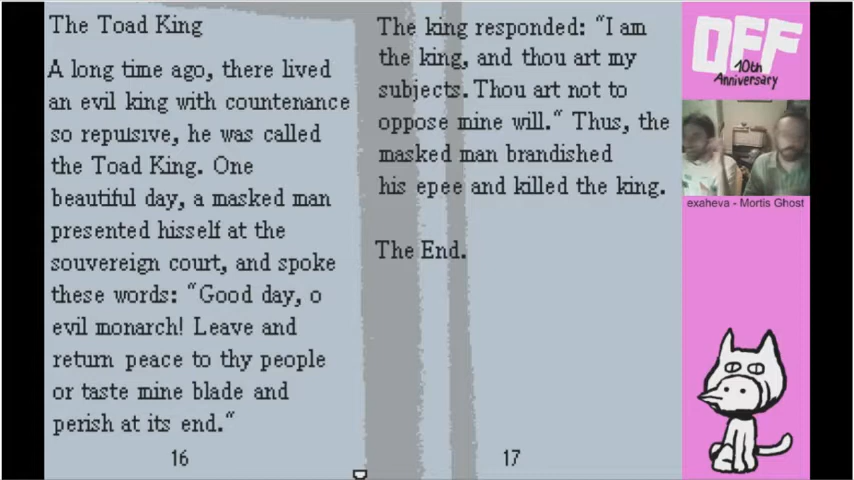 The Toad King
A long time ago, there lived
an evil king with countenance
so repulsive, he was called
the Toad King. One
beautiful day, a masked man
presented hisself at the
souvereign court, and spoke
these words: "Good day, o
evil monarch! Leave and
return peace to thy people
or taste mine blade and
perish at its end."
16
The king responded: "I am
the king, and thou art my
subjects. Thou art not to
oppose mine will." Thus, the
masked man brandished
his epee and killed the king.
The End.
17
OFF
10th
Anniversary
exaheva - Mortis Ghost